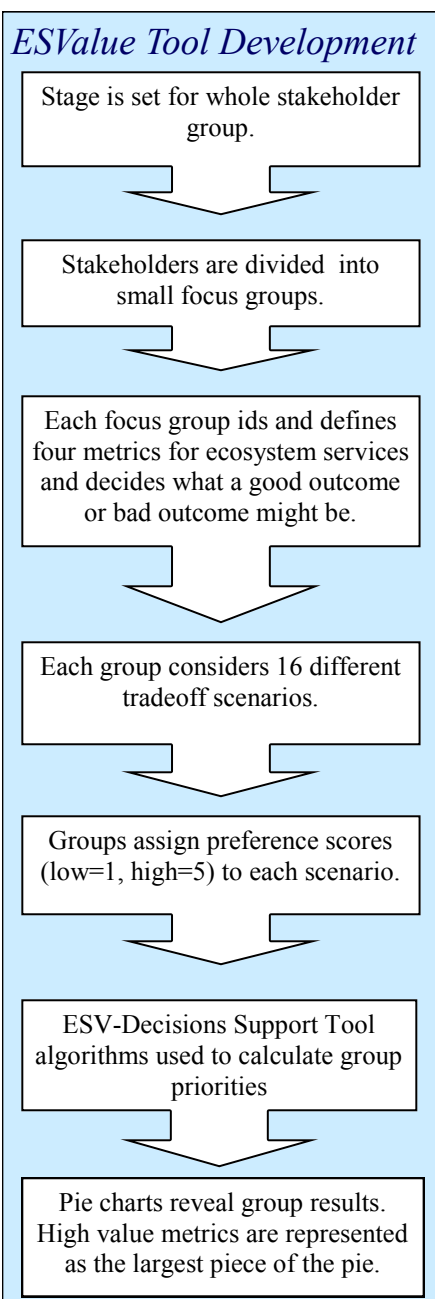 ESValue Tool Development
Stage is set for whole stakeholder
group.
Stakeholders are divided into
small focus groups.
Each focus group ids and defines
four metrics for ecosystem services
and decides what a good outcome
or bad outcome might be.
Each group considers 16 different
tradeoff scenarios.
Groups assign preference scores
(low=1, high=5) to each scenario.
ESV-Decisions Support Tool
algorithms used to calculate group
priorities
Pie charts reveal group results.
High value metrics are represented
as the largest piece of the pie.